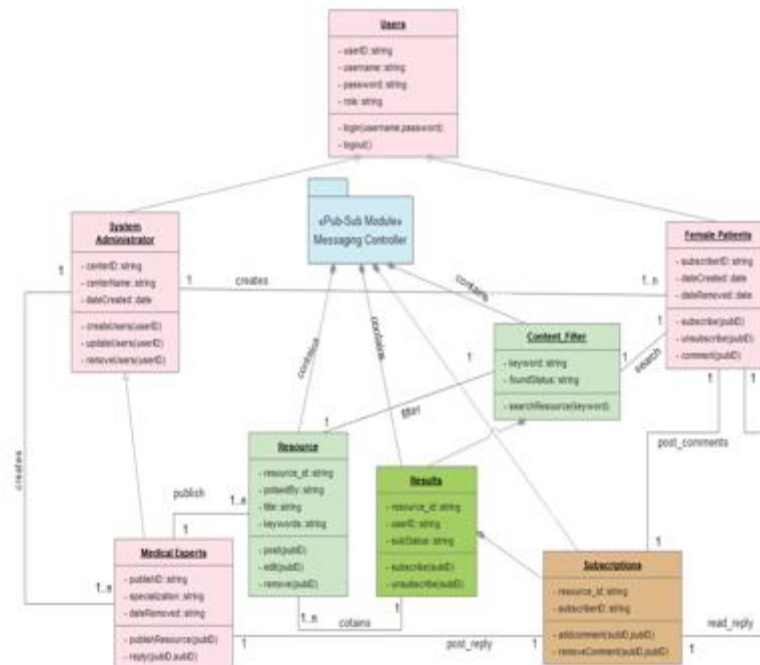 Users
- userID: string
- username: string
- password: string
- role: string
- login(username,password)
- logout()
«Pub-Sub Module»
Messaging Controller
System
Administrator
- centerID: string
- centerName: string
- dateCreated: date
- createUsers(userID)
- updateUsers(userID)
- removeUsers(userID)
Female Patients
- subscriberID: string
- dateCreated: date
- dateRemoved: date
- subscribe(pubID)
- unsubscribe(pubID)
- comment(pubID)
1
1
creates
1..n
contains
contains
contains
Content_Filter
- keyword: string
- foundStatus: string
- searchResource(keyword)
1
1
search
1
1
filter
1
1
post_comments
1
Resource
- resource_id: string
- title: string
- keywords: string
- post(pubID)
- edit(pubID)
- remove(pubID)
publish
1..n
1
Results
- resource_id: string
- userID: string
- subStatus: string
- subscribe(subID)
- unsubscribe(pubID)
creates
1..n
Medical Experts
- publishID: string
- specialization: string
- dateRemoved: string
- publishResource(pubID)
- reply(pubID,subID)
1..n
cotains
1
Subscriptions
- resource_id: string
- subscriberID: string
- addcomment(subID,pubID)
- removeComment(pubID,pubID)
1
post_reply
1
read_reply
1